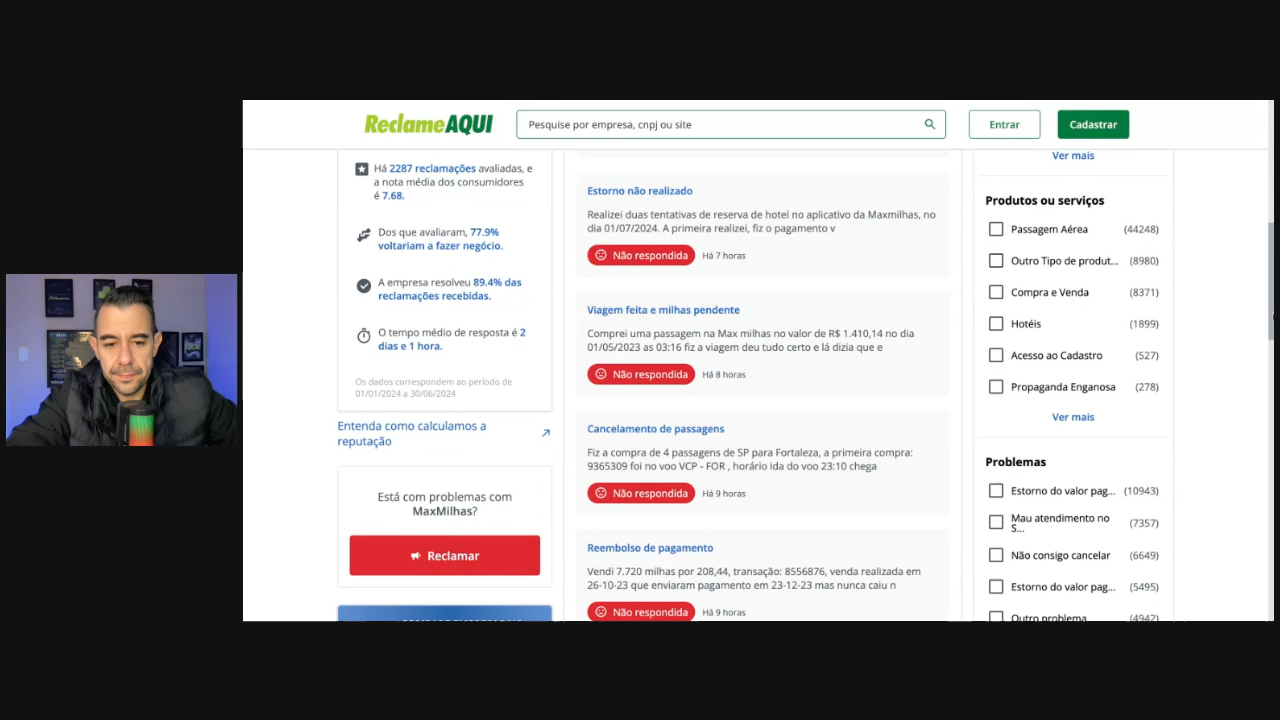 ReclameAQUI
Pesquise por empresa, cnpj ou site
Entrar
Cadastrar
Há 2287 reclamações avaliadas, e
a nota média dos consumidores
é 7.68.
Dos que avaliaram, 77.9%
voltariam a fazer negócio.
A empresa resolveu 89.4% das
reclamações recebidas.
O tempo médio de resposta é 2
dias e 1 hora.
Os dados correspondem ao período de
01/01/2024 a 30/06/2024
Entenda como calculamos a
reputação
Está com problemas com
MaxMilhas?
Reclamar
Estorno não realizado
Realizei duas tentativas de reserva de hotel no aplicativo da Maxmilhas, no
dia 01/07/2024. A primeira realizei, fiz o pagamento v
Não respondida
Há 7 horas
Viagem feita e milhas pendente
Comprei uma passagem na Max milhas no valor de R$ 1.410,14 no dia
01/05/2023 as 03:16 fiz a viagem deu tudo certo e lá dizia que e
Não respondida
Há 8 horas
Cancelamento de passagens
Fiz a compra de 4 passagens de SP para Fortaleza, a primeira compra:
9365309 foi no voo VCP - FOR , horário ida do voo 23:10 chega
Não respondida
Há 9 horas
Reembolso de pagamento
Vendi 7.720 milhas por 208,44, transação: 8556876, venda realizada em
26-10-23 que enviaram pagamento em 23-12-23 mas nunca caiu n
Não respondida
Há 9 horas
Ver mais
Produtos ou serviços
Passagem Aérea (44248)
Outro Tipo de produt... (8980)
Compra e Venda (8371)
Hotéis (1899)
Acesso ao Cadastro (527)
Propaganda Enganosa (278)
Ver mais
Problemas
Estorno do valor pag... (10943)
Mau atendimento no
S... (7357)
Não consigo cancelar (6649)
Estorno do valor pag... (5495)
Outro problema (4942)